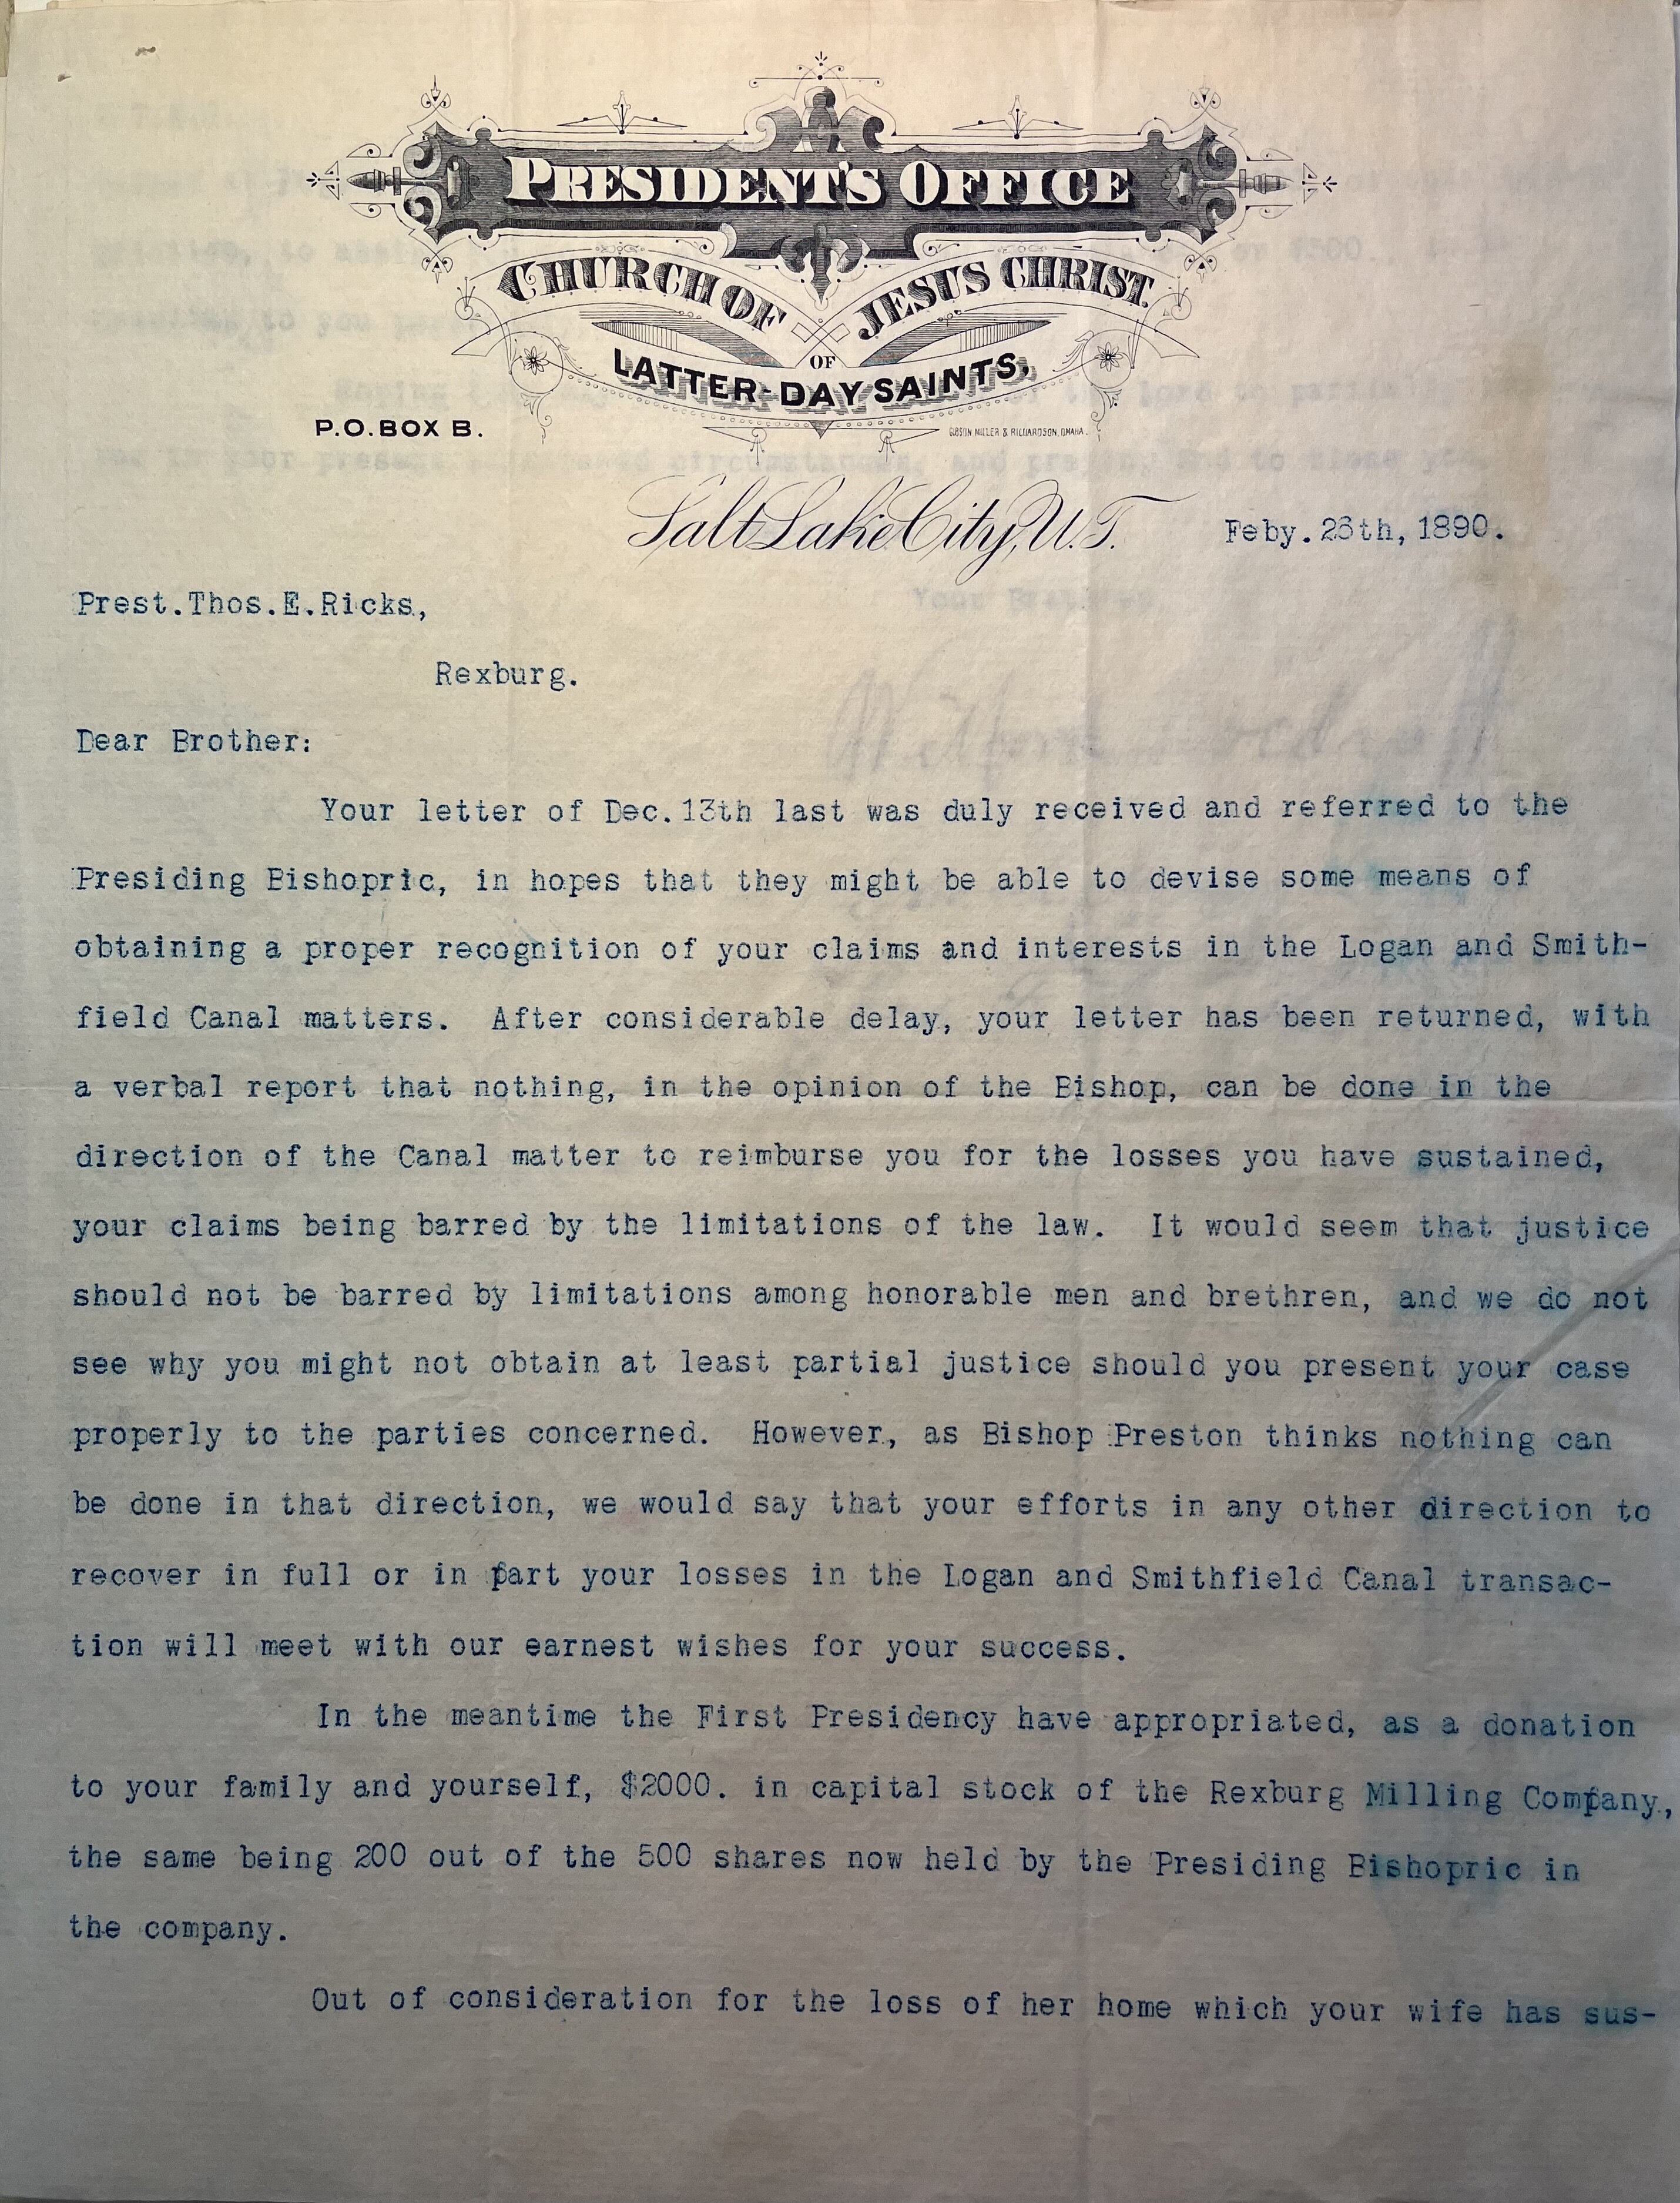 PRESIDENT'S OFFICE
CHURCH OF JESUS CHRIST
OF
LATTER-DAY SAINTS,
P.O. BOX B.
GIBSON MILLER & RICHARDSON, OMAHA.
Salt Lake City, U.T. Feby. 26th, 1890.
Prest. Thos. E. Ricks,
Rexburg.
Dear Brother:
Your letter of Dec. 13th last was duly received and referred to the
Presiding Bishopric, in hopes that they might be able to devise some means of
obtaining a proper recognition of your claims and interests in the Logan and Smith-
field Canal matters. After considerable delay, your letter has been returned, with
a verbal report that nothing, in the opinion of the Bishop, can be done in the
direction of the Canal matter to reimburse you for the losses you have sustained,
your claims being barred by the limitations of the law. It would seem that justice
should not be barred by limitations among honorable men and brethren, and we do not
see why you might not obtain at least partial justice should you present your case
properly to the parties concerned. However, as Bishop Preston thinks nothing can
be done in that direction, we would say that your efforts in any other direction to
recover in full or in part your losses in the Logan and Smithfield Canal transac-
tion will meet with our earnest wishes for your success.
In the meantime the First Presidency have appropriated, as a donation
to your family and yourself, $2000. in capital stock of the Rexburg Milling Company,
the same being 200 out of the 500 shares now held by the Presiding Bishopric in
the company.
Out of consideration for the loss of her home which your wife has sus-